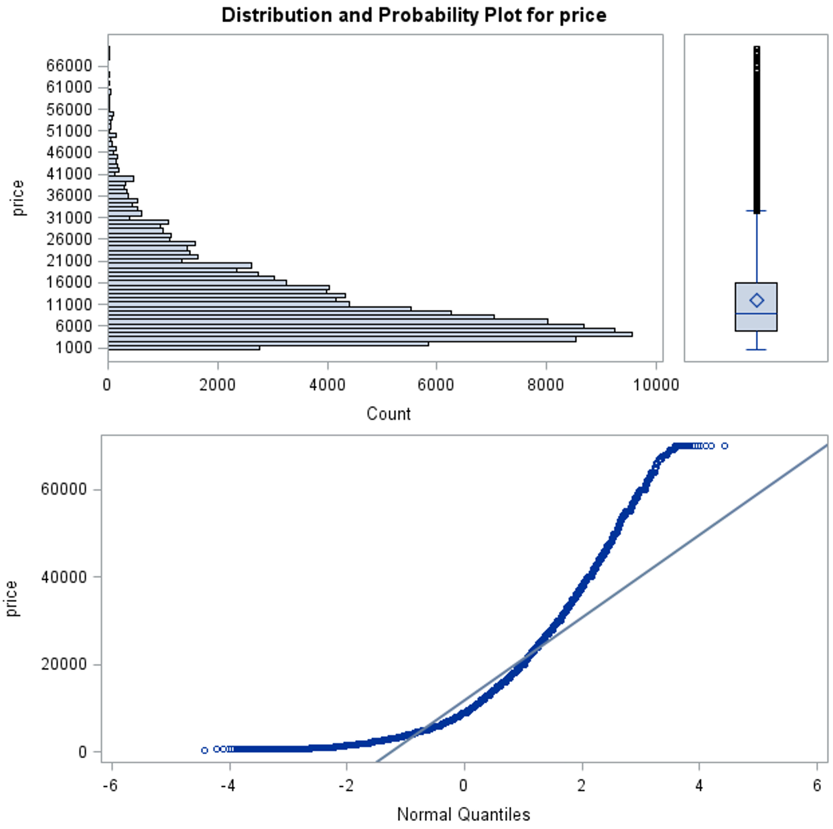 Distribution and Probability Plot for price
66000
61000
56000
51000
46000
41000
36000
31000
26000
21000
16000
11000
6000
1000
price
0 2000 4000 6000 8000 10000
Count
60000
40000
20000
0
price
-6 -4 -2 0 2 4 6
Normal Quantiles